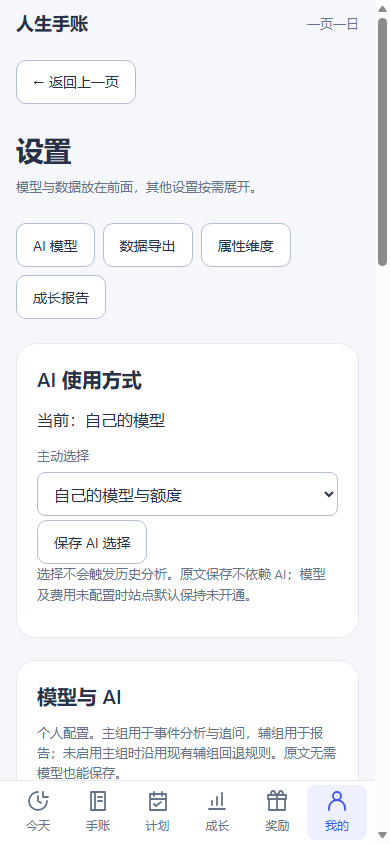 人生手账
一页一日
← 返回上一页
设置
模型与数据放在前面，其他设置按需展开。
AI 模型
数据导出
属性维度
成长报告
AI 使用方式
当前：自己的模型
主动选择
自己的模型与额度
保存 AI 选择
选择不会触发历史分析。原文保存不依赖 AI；模型
及费用未配置时站点默认保持未开通。
模型与 AI
个人配置。主组用于事件分析与追问，辅组用于报
告；未启用主组时沿用现有辅组回退规则。原文无需
模型也能保存。
今天
手账
计划
成长
奖励
我的